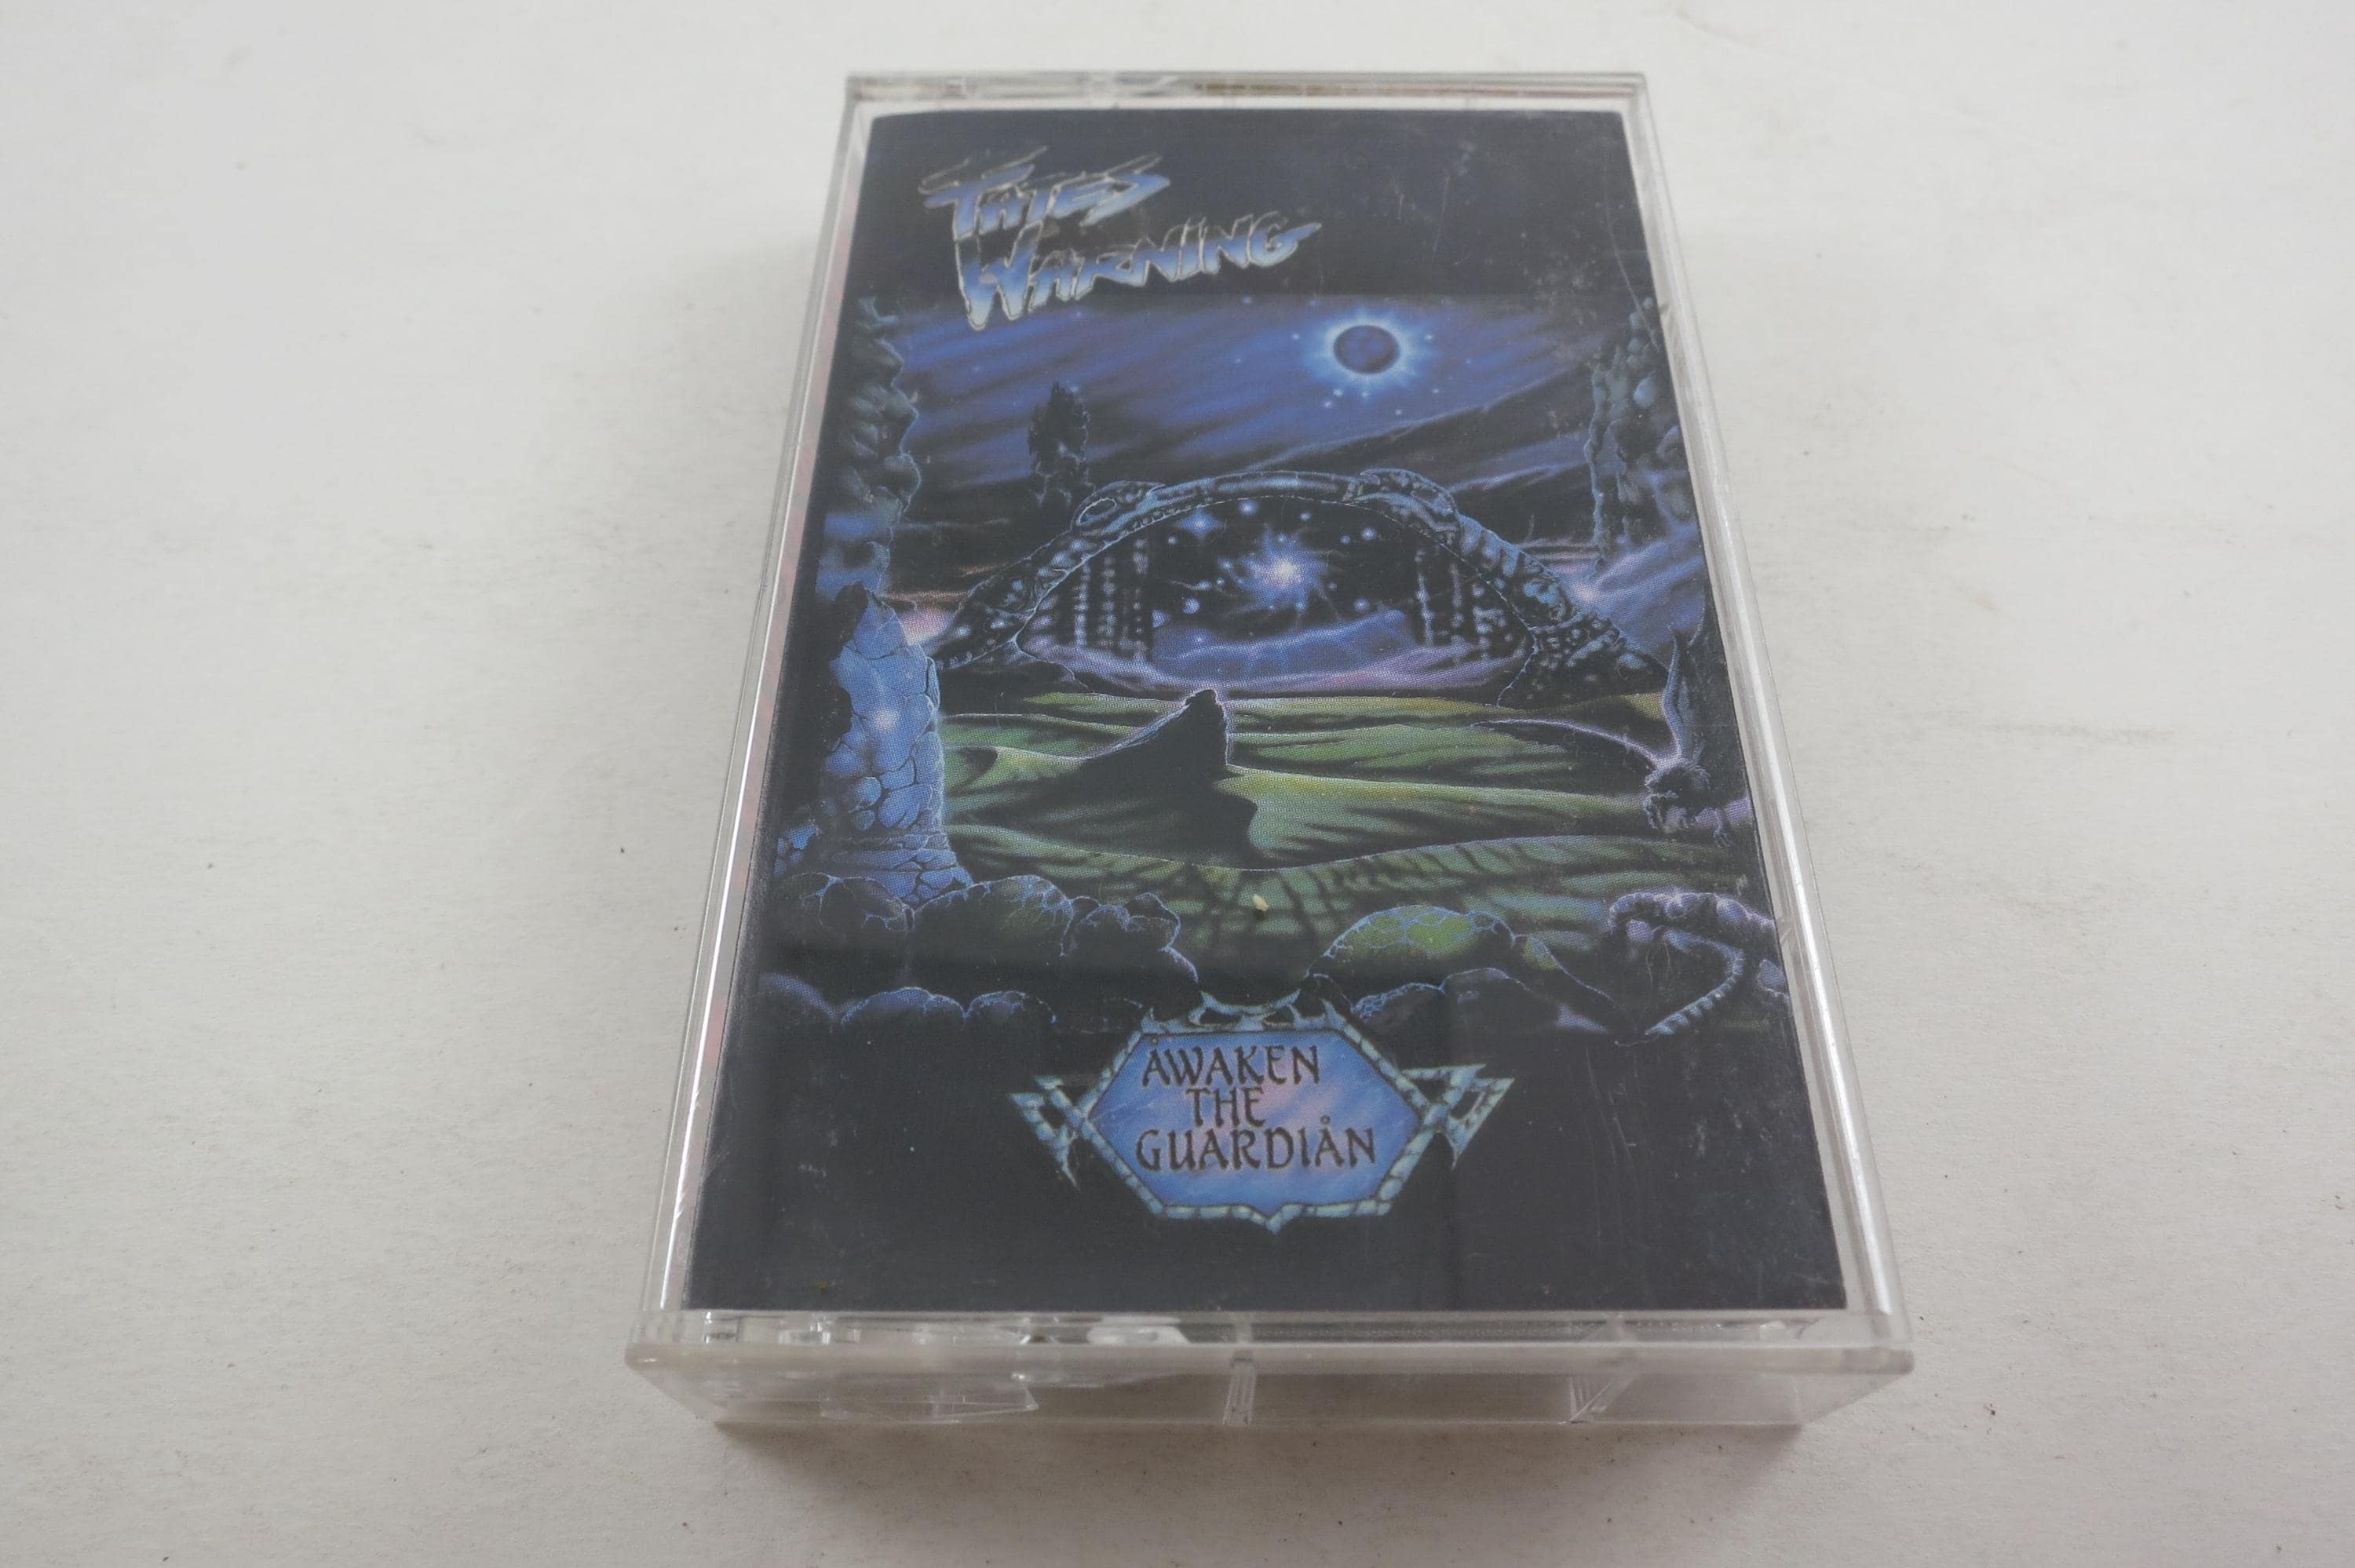 FATES
WARNING
AWAKEN
THE
GUARDIAN